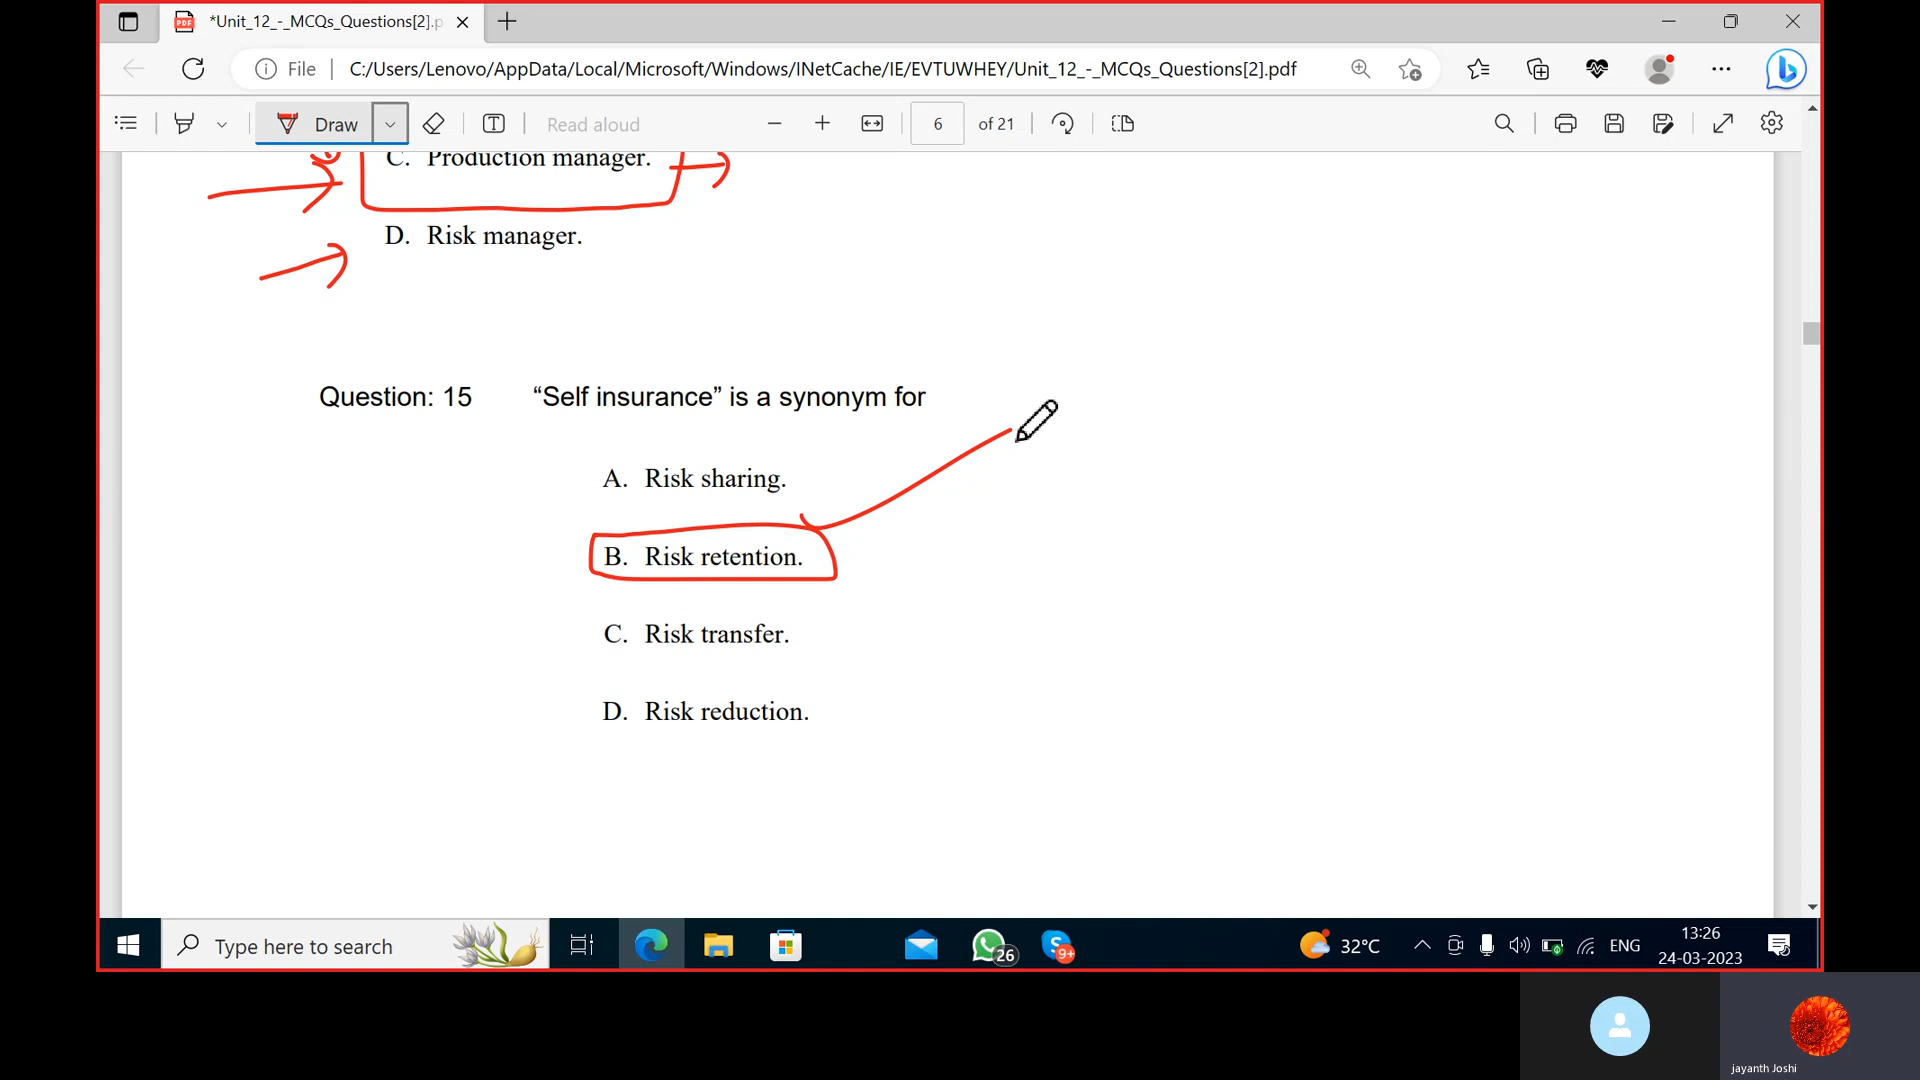 *Unit_12_-_MCQs_Questions[2].p
File
C:/Users/Lenovo/AppData/Local/Microsoft/Windows/INetCache/IE/EVTUWHEY/Unit_12_-_MCQs_Questions[2].pdf
Draw
Read aloud
6 of 21
C. Production manager.
D. Risk manager.
Question: 15 “Self insurance” is a synonym for
A. Risk sharing.
B. Risk retention.
C. Risk transfer.
D. Risk reduction.
Type here to search
26
9+
32°C
ENG
13:26
24-03-2023
jayanth Joshi